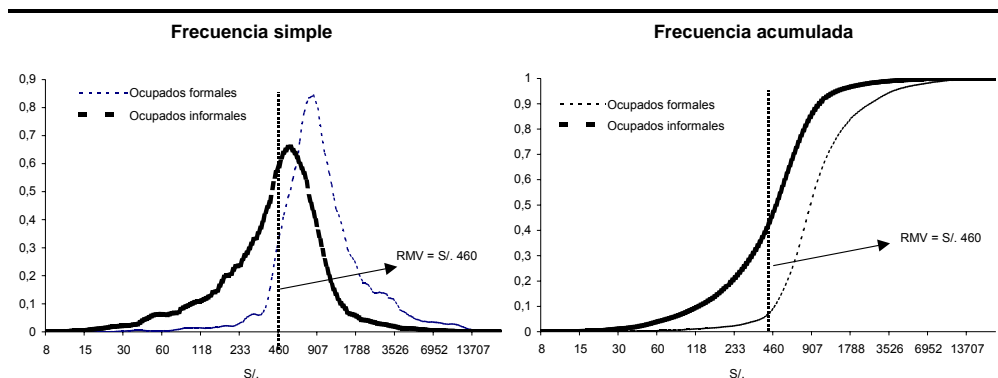 Frecuencia simple
0,9
0,8
0,7
0,6
0,5
0,4
0,3
0,2
0,1
0
Ocupados formales
Ocupados informales
RMV = S/. 460
8 15 30 60 118 233 460 907 1788 3526 6952 13707
S/.
Frecuencia acumulada
1
0,9
0,8
0,7
0,6
0,5
0,4
0,3
0,2
0,1
0
Ocupados formales
Ocupados informales
RMV = S/. 460
8 15 30 60 118 233 460 907 1788 3526 6952 13707
S/.